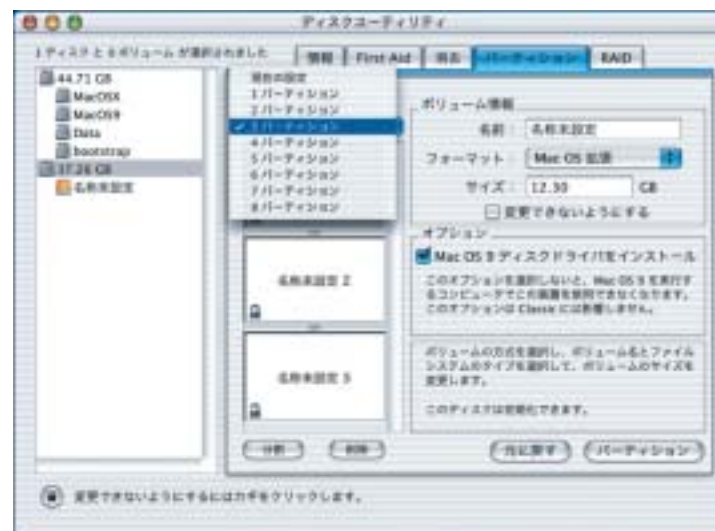 ディスクユーティリティ
1 ディスク と 6 ボリューム が選択されました
情報
First Aid
消去
パーティション
RAID
44.71 GB
MacOSX
MacOS9
Data
bootstrap
37.26 GB
名称未設定
現在の設定
1 パーティション
2 パーティション
✓ 3 パーティション
4 パーティション
5 パーティション
6 パーティション
7 パーティション
8 パーティション
名称未設定 2
名称未設定 3
分割
削除
ボリューム情報
名前 : 名称未設定
フォーマット : Mac OS 拡張
サイズ : 12.30 GB
変更できないようにする
オプション
Mac OS 9 ディスクドライバをインストール
このオプションを選択しないと、Mac OS 9 を実行す
るコンピュータでこの装置を使用できなくなります。
このオプションは Classic には影響しません。
ボリュームの方式を選択し、ボリューム名とファイル
システムのタイプを選択して、ボリュームのサイズを
変更します。
このディスクは初期化できます。
元に戻す
パーティション
変更できないようにするにはカギをクリックします。